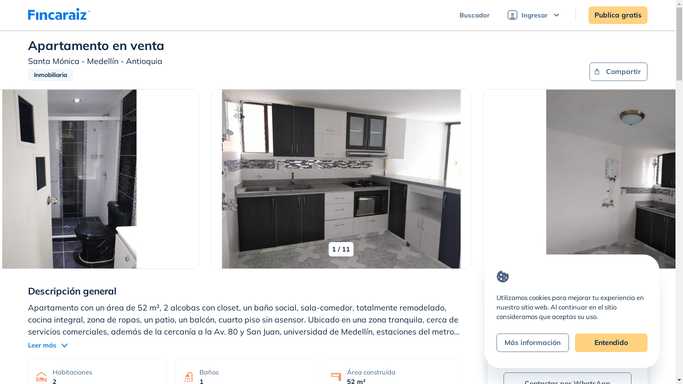 Fincaraiz
Buscador
Ingresar
Publica gratis
Apartamento en venta
Santa Mónica - Medellín - Antioquia
Inmobiliaria
Compartir
1 / 11
Descripción general
Apartamento con un área de 52 m², 2 alcobas con closet, un baño social, sala-comedor, totalmente remodelado,
cocina integral, zona de ropas, un patio, un balcón, cuarto piso sin asensor. Ubicado en una zona tranquila, cerca de
servicios comerciales, además de la cercanía a la Av. 80 y San Juan, universidad de Medellín, estaciones del metro...
Leer más
Habitaciones
2
Baños
1
Área construida
52 m²
Utilizamos cookies para mejorar tu experiencia en
nuestro sitio web. Al continuar en el sitio
consideramos que aceptas su uso.
Más información
Entendido
Contactar por WhatsApp